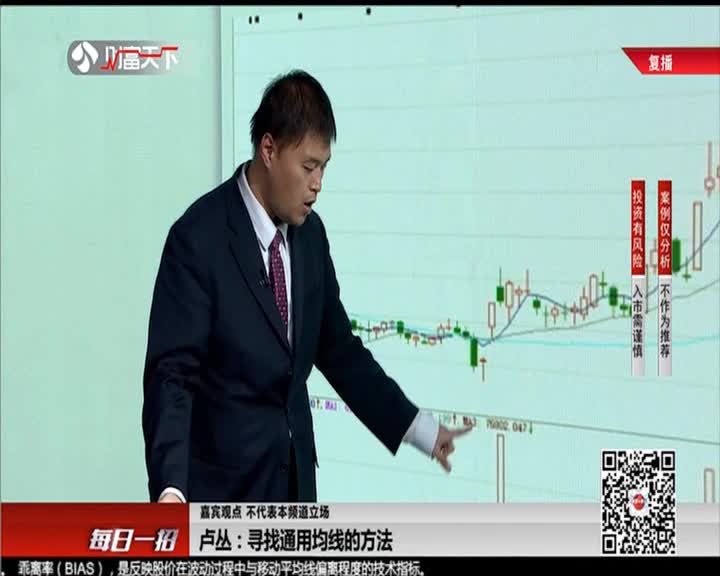 财富天下
复播
案例仅分析 不作为推荐
投资有风险 入市需谨慎
75802.047↓
嘉宾观点 不代表本频道立场
每日一招
卢丛：寻找通用均线的方法
乖离率（BIAS），是反映股价在波动过程中与移动平均线偏离程度的技术指标。